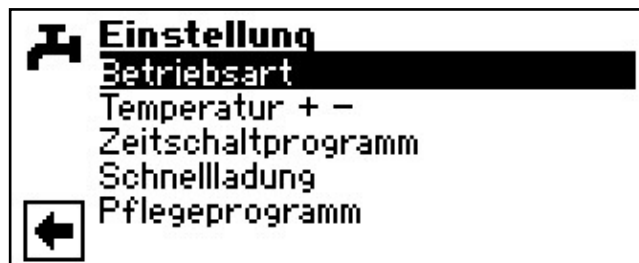 Einstellung
Betriebsart
Temperatur + -
Zeitschaltprogramm
Schnellladung
Pflegeprogramm